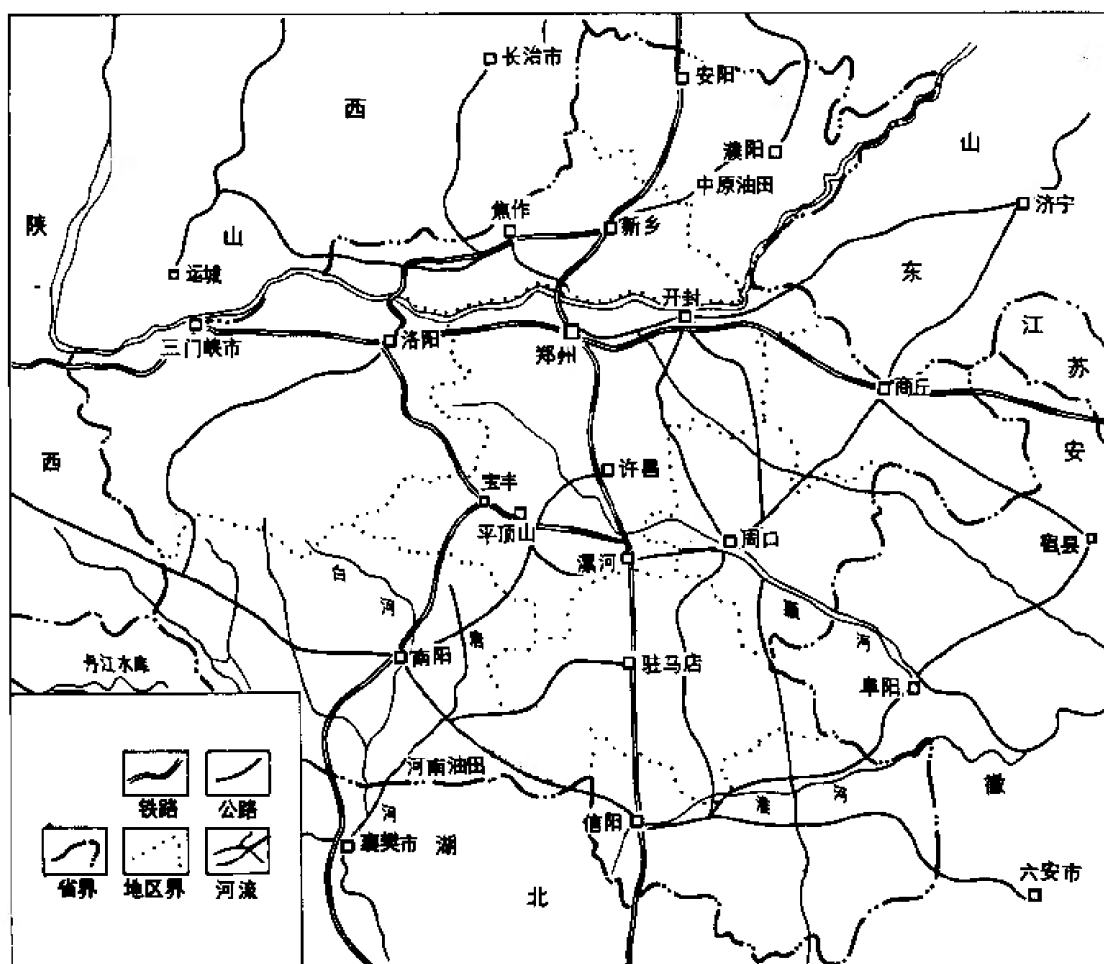 长治市
安阳
西
山
濮阳
中原油田
济宁
陕
焦作
新乡
山
运城
东
开封
江
三门峡市
洛阳
郑州
苏
商丘
安
西
许昌
宝丰
平顶山
周口
宿县
漯河
白
河
颍
河
唐
南阳
驻马店
丹江水库
阜阳
河南油田
徽
淮
河
河
信阳
铁路
公路
襄樊市
湖
六安市
省界
地区界
河流
北